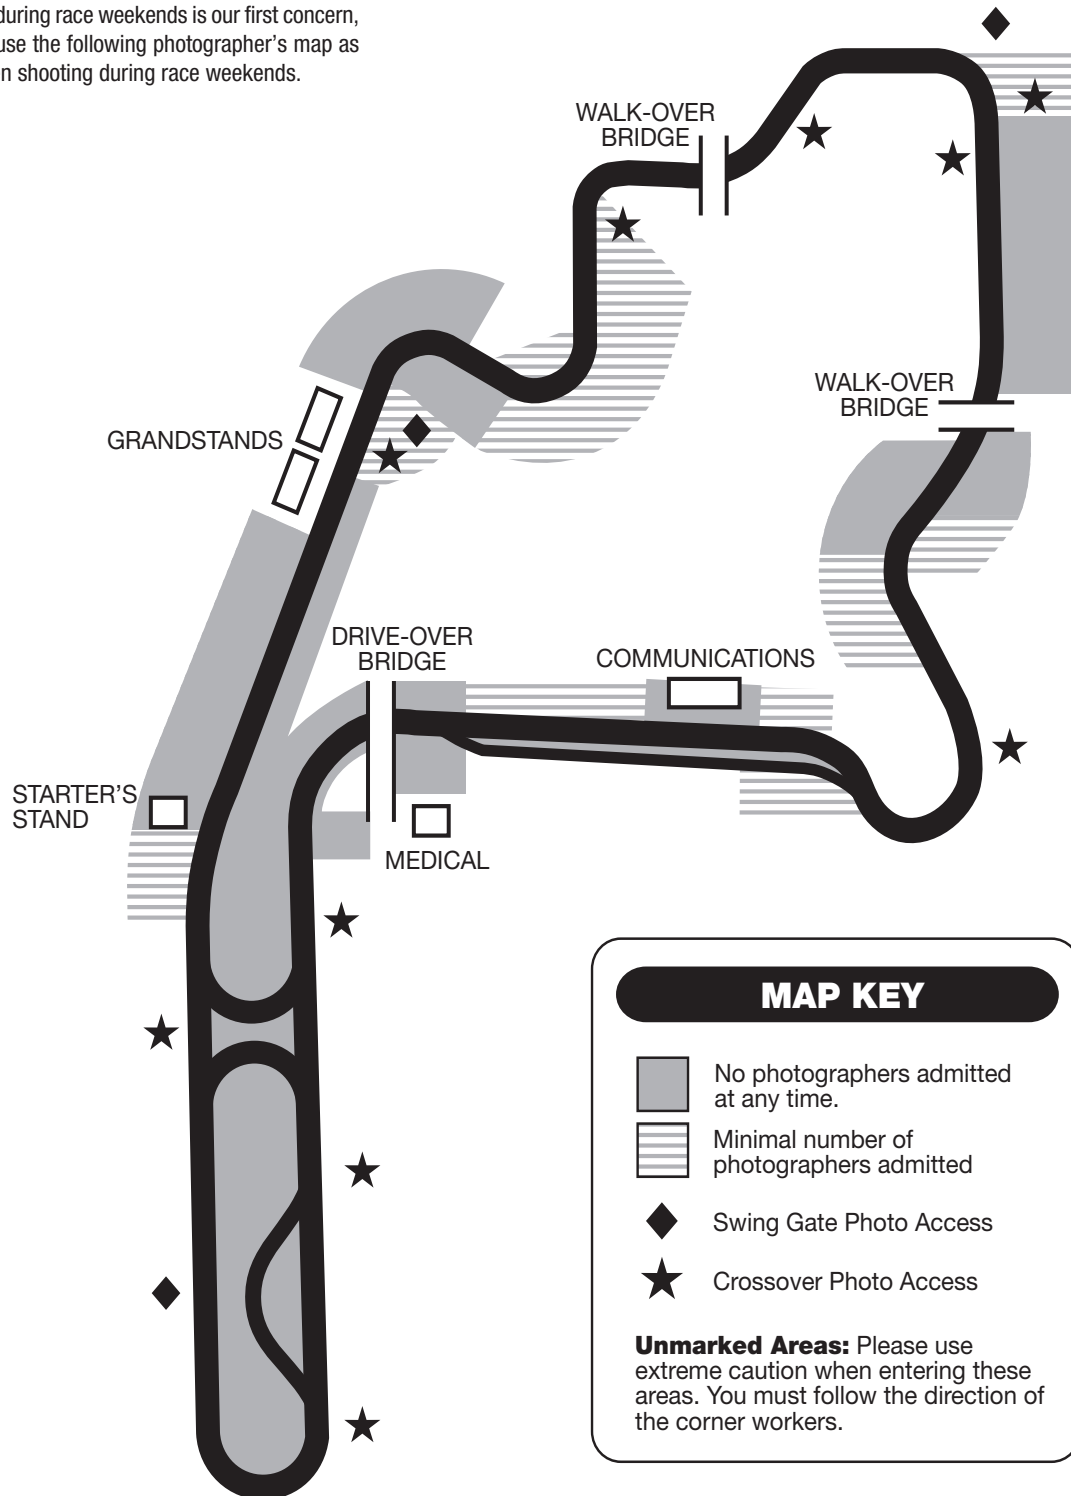 during race weekends is our first concern,
use the following photographer’s map as
n shooting during race weekends.
WALK-OVER
BRIDGE
WALK-OVER
BRIDGE
GRANDSTANDS
DRIVE-OVER
BRIDGE
COMMUNICATIONS
STARTER’S
STAND
MEDICAL
MAP KEY
No photographers admitted
at any time.
Minimal number of
photographers admitted
Swing Gate Photo Access
Crossover Photo Access
Unmarked Areas: Please use
extreme caution when entering these
areas. You must follow the direction of
the corner workers.